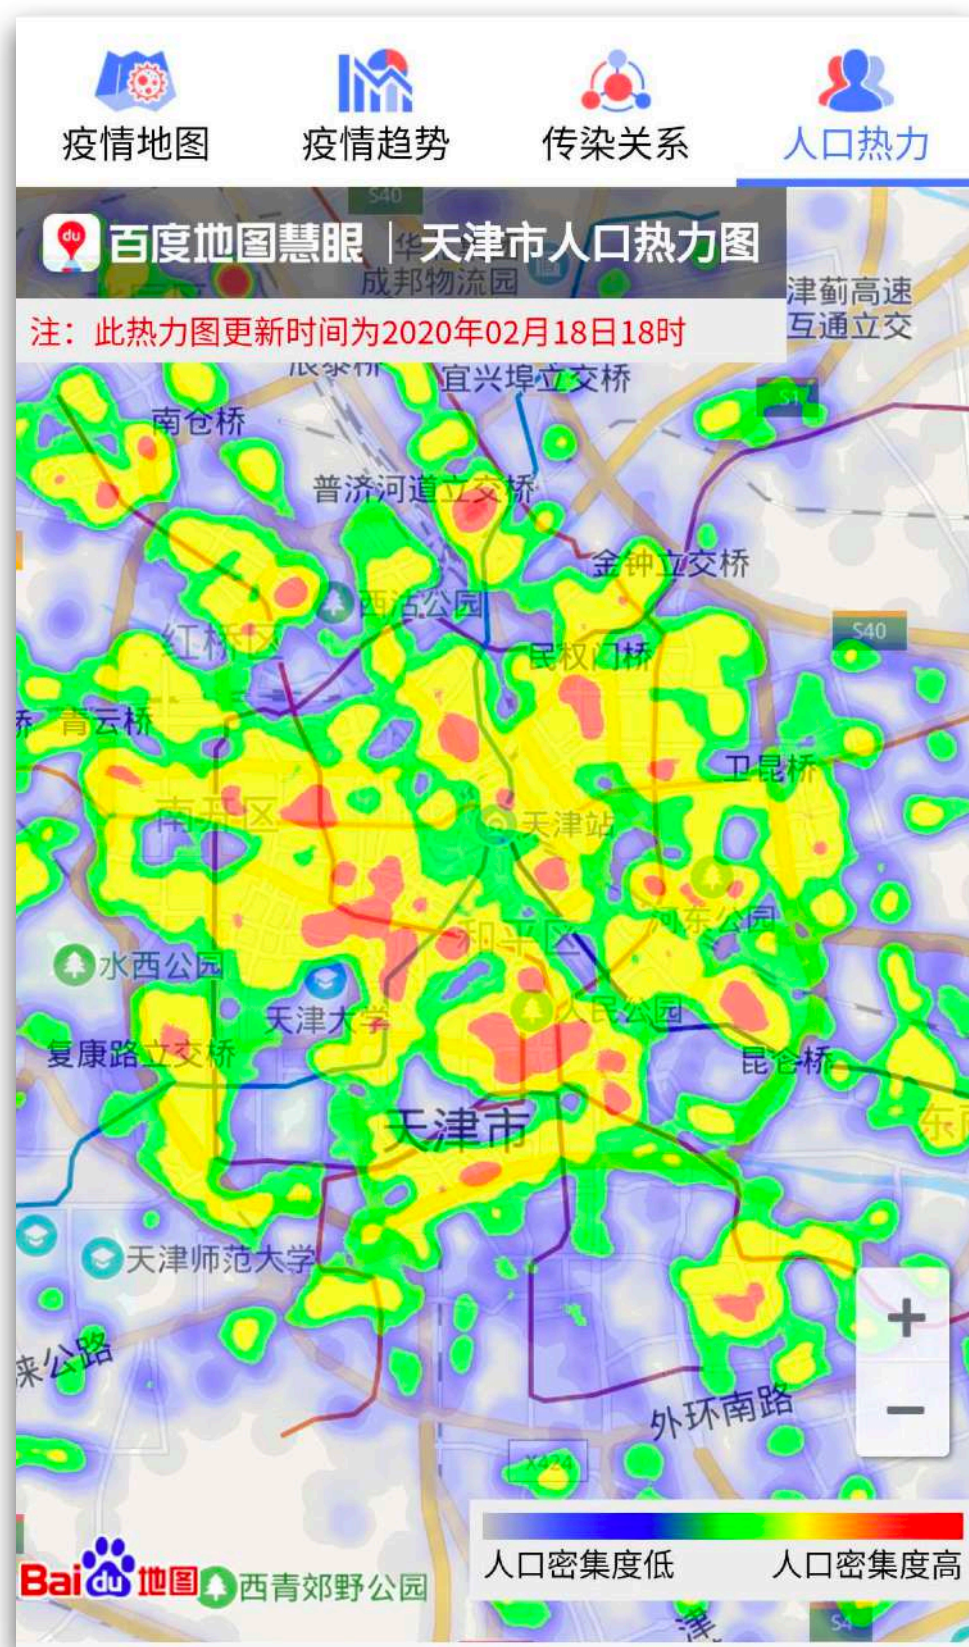 疫情地图 疫情趋势 传染关系 人口热力
S40
百度地图慧眼 | 天津市人口热力图
成邦物流园
津蓟高速
互通立交
注：此热力图更新时间为2020年02月18日18时
宜兴埠立交桥
S1
南仓桥
普济河道立交桥
金钟立交桥
西沽公园
S40
红桥区
民权门桥
青云桥
卫昆桥
南开区
天津站
河东公园
和平区
水西公园
天津大学
人民公园
复康路立交桥
昆仑桥
天津市
天津师范大学
外环南路
X424
人口密集度低 人口密集度高
Bai du 地图
西青郊野公园
津
S4